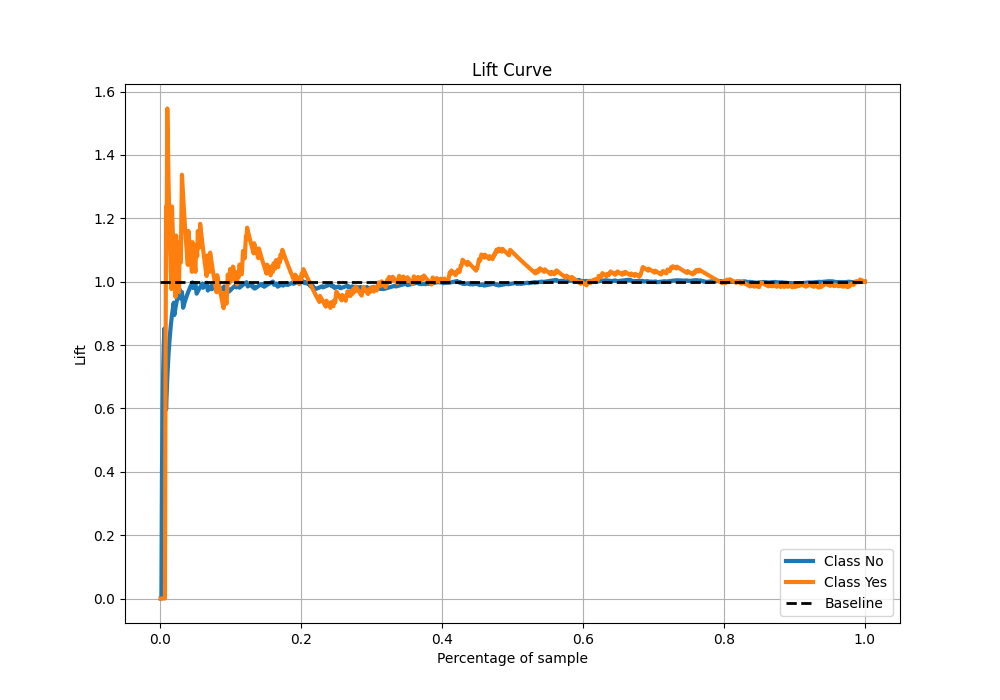 Lift Curve
1.6
1.4
1.2
1.0
0.8
0.6
0.4
0.2
0.0
Lift
0.0 0.2 0.4 0.6 0.8 1.0
Percentage of sample
Class No
Class Yes
Baseline